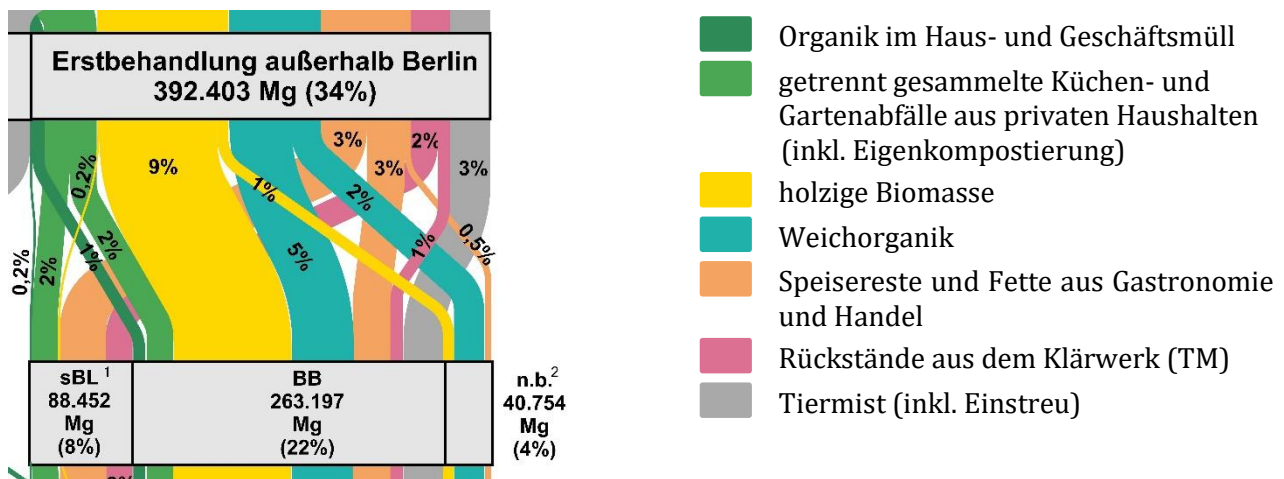 Erstbehandlung außerhalb Berlin
392.403 Mg (34%)
3%
2%
0,2%
9%
3%
3%
1%
2%
2%
1%
0,2%
2%
5%
1%
0,5%
sBL 1
88.452
Mg
(8%)
BB
263.197
Mg
(22%)
n.b.2
40.754
Mg
(4%)
Organik im Haus- und Geschäftsmüll
getrennt gesammelte Küchen- und
Gartenabfälle aus privaten Haushalten
(inkl. Eigenkompostierung)
holzige Biomasse
Weichorganik
Speisereste und Fette aus Gastronomie
und Handel
Rückstände aus dem Klärwerk (TM)
Tiermist (inkl. Einstreu)